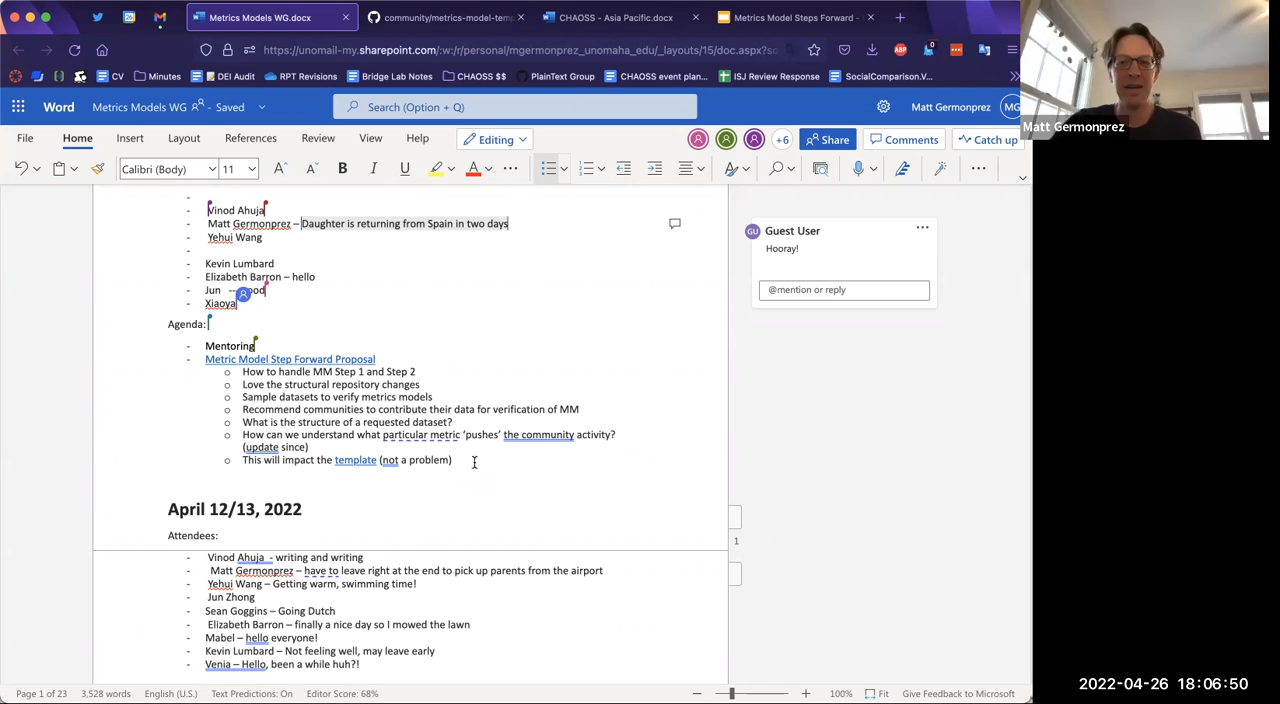 Metrics Models WG.docx
community/metrics-model-temp
CHAOSS - Asia Pacific.docx
Metrics Model Steps Forward -
https://unomail-my.sharepoint.com/:w:/r/personal/mgermonprez_unomaha_edu/_layouts/15/doc.aspx?so
CV
Minutes
DEI Audit
RPT Revisions
Bridge Lab Notes
CHAOSS $$
PlainText Group
CHAOSS event plan...
ISJ Review Response
SocialComparison.V...
Word
Metrics Models WG - Saved
Search (Option + Q)
Matt Germonprez
MG
File
Home
Insert
Layout
References
Review
View
Help
Editing
+6
Share
Comments
Catch up
Calibri (Body)
11
Matt Germonprez
- 
- Vinod Ahuja
- Matt Germonprez – Daughter is returning from Spain in two days
- Yehui Wang
- 
- Kevin Lumbard
- Elizabeth Barron – hello
- Jun
- Xiaoya
Guest User
Hooray!
@mention or reply
Agenda:
- Mentoring
- Metric Model Step Forward Proposal
o How to handle MM Step 1 and Step 2
o Love the structural repository changes
o Sample datasets to verify metrics models
o Recommend communities to contribute their data for verification of MM
o What is the structure of a requested dataset?
o How can we understand what particular metric 'pushes' the community activity?
(update since)
o This will impact the template (not a problem)
April 12/13, 2022
Attendees:
1
- Vinod Ahuja - writing and writing
- Matt Germonprez – have to leave right at the end to pick up parents from the airport
- Yehui Wang – Getting warm, swimming time!
- Jun Zhong
- Sean Goggins – Going Dutch
- Elizabeth Barron – finally a nice day so I mowed the lawn
- Mabel – hello everyone!
- Kevin Lumbard – Not feeling well, may leave early
- Venia – Hello, been a while huh?!
Page 1 of 23
3,528 words
English (U.S.)
Text Predictions: On
Editor Score: 68%
100%
Fit
Give Feedback to Microsoft
2022-04-26 18:06:50